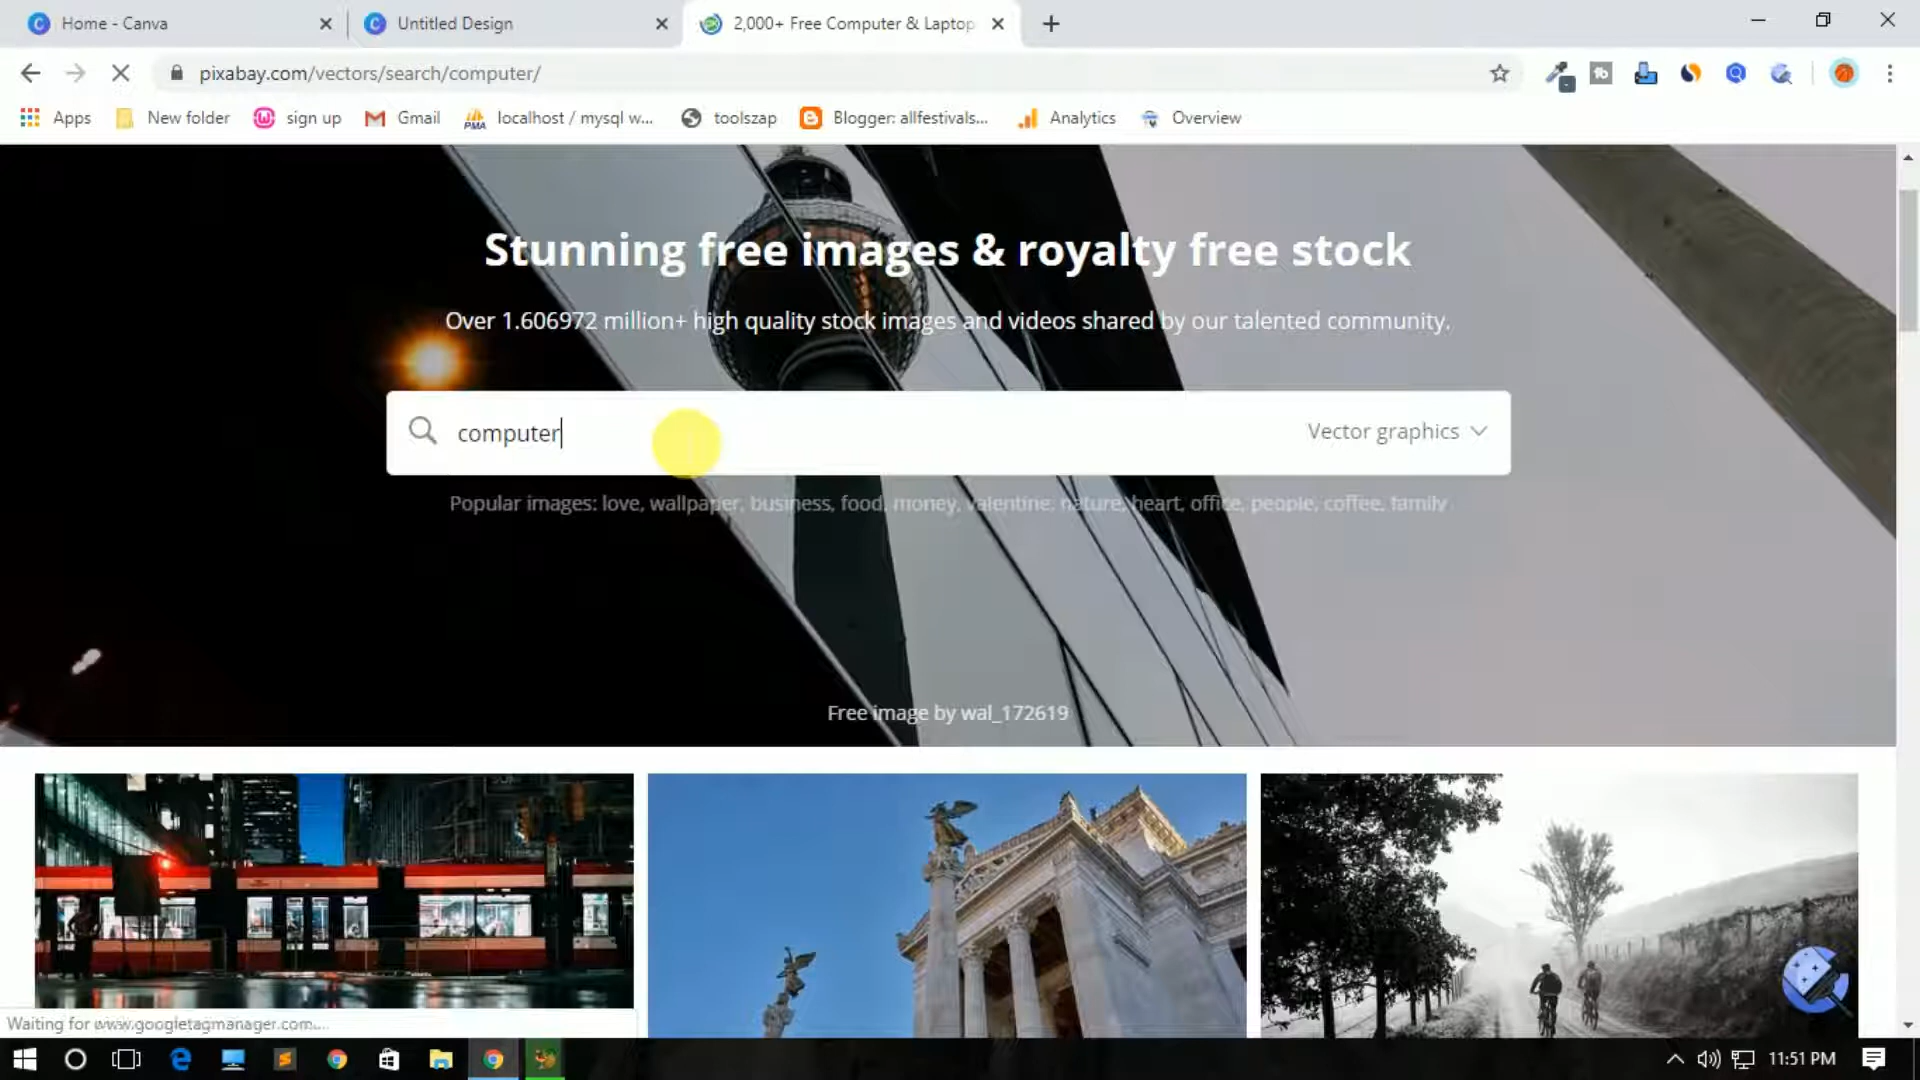 Home - Canva
Untitled Design
2,000+ Free Computer & Laptop
pixabay.com/vectors/search/computer/
Apps
New folder
sign up
Gmail
localhost / mysql w...
toolszap
Blogger: allfestivals...
Analytics
Overview
Stunning free images & royalty free stock
Over 1.606972 million+ high quality stock images and videos shared by our talented community.
computer
Vector graphics
Popular images: love, wallpaper, business, food, money, valentine, nature, heart, office, people, coffee, family
Free image by wal_172619
Waiting for www.googletagmanager.com...
11:51 PM